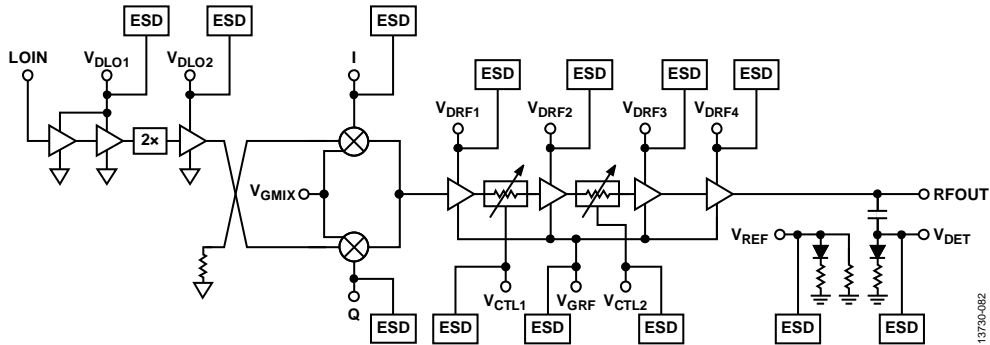 ESD
ESD
ESD
LOIN
VDLO1
VDLO2
I
ESD
ESD
ESD
ESD
VDRF1
VDRF2
VDRF3
VDRF4
2×
VGMIX
RFOUT
VREF
VDET
VCTL1
VGRF
VCTL2
Q
ESD
ESD
ESD
ESD
ESD
ESD
13730-082